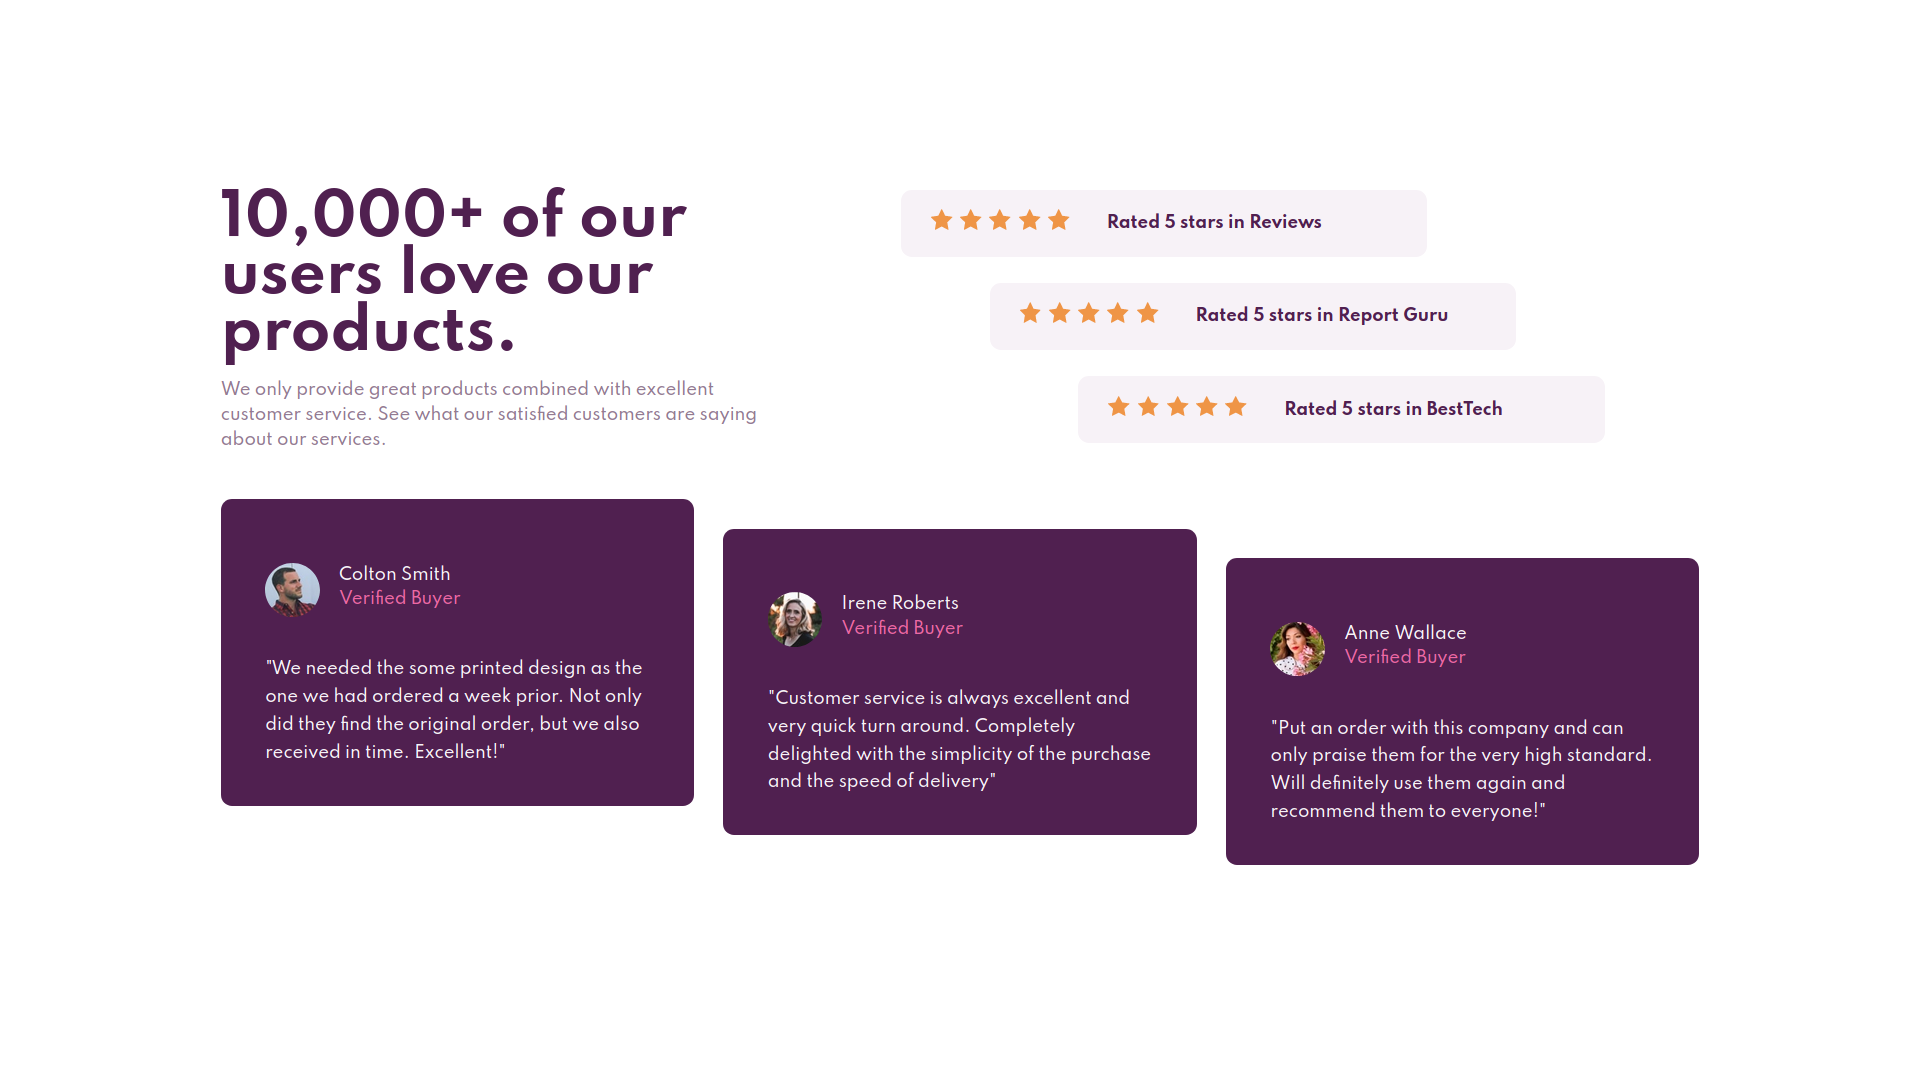 10,000+ of our
users love our
products.
We only provide great products combined with excellent
customer service. See what our satisfied customers are saying
about our services.
Rated 5 stars in Reviews
Rated 5 stars in Report Guru
Rated 5 stars in BestTech
Colton Smith
Verified Buyer
"We needed the some printed design as the
one we had ordered a week prior. Not only
did they find the original order, but we also
received in time. Excellent!"
Irene Roberts
Verified Buyer
"Customer service is always excellent and
very quick turn around. Completely
delighted with the simplicity of the purchase
and the speed of delivery"
Anne Wallace
Verified Buyer
"Put an order with this company and can
only praise them for the very high standard.
Will definitely use them again and
recommend them to everyone!"